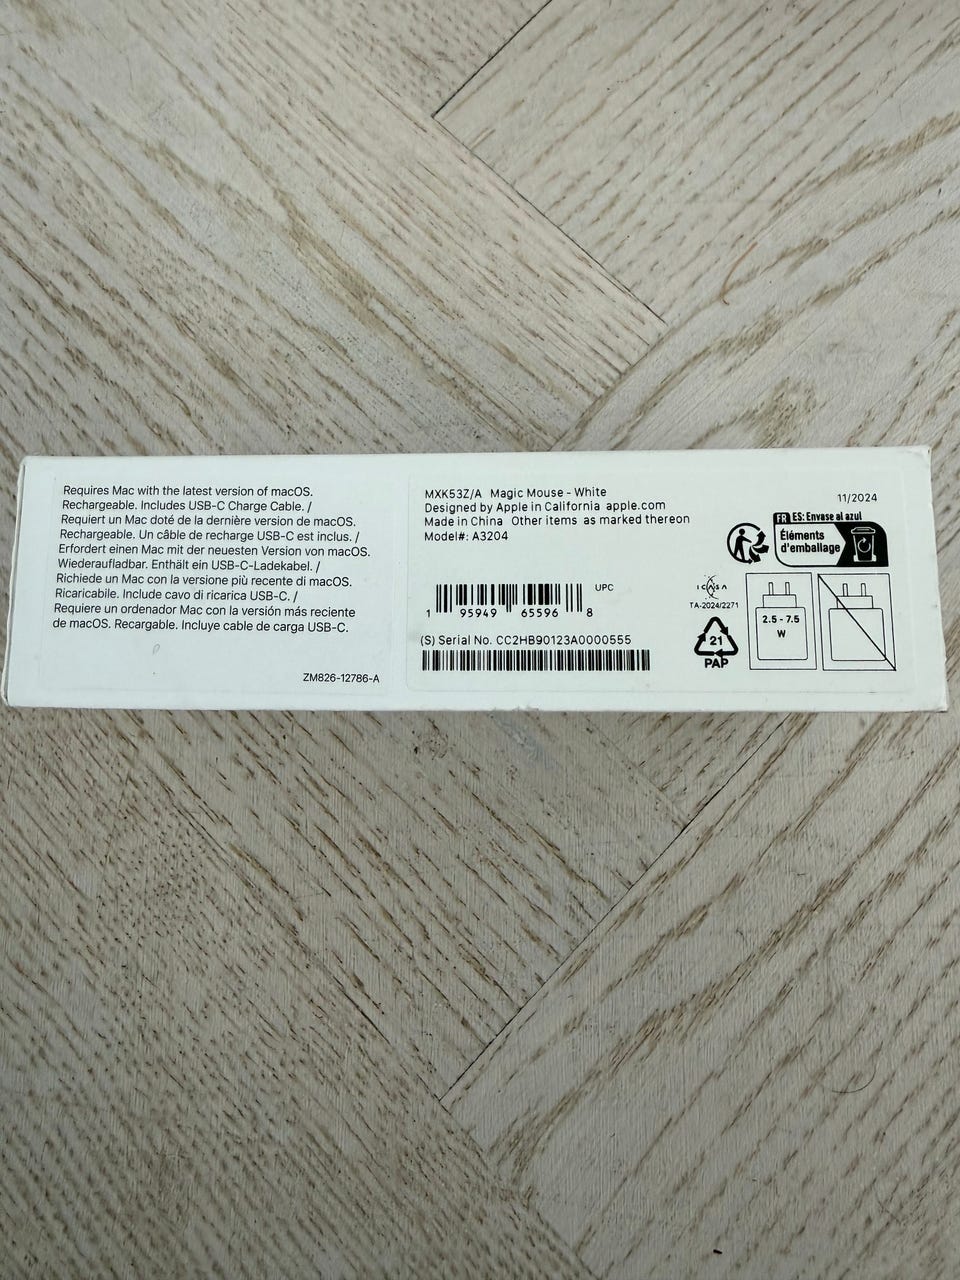 Requires Mac with the latest version of macOS.
Rechargeable. Includes USB-C Charge Cable. /
Requiert un Mac doté de la dernière version de macOS.
Rechargeable. Un câble de recharge USB-C est inclus. /
Erfordert einen Mac mit der neuesten Version von macOS.
Wiederaufladbar. Enthält ein USB-C-Ladekabel. /
Richiede un Mac con la versione più recente di macOS.
Ricaricabile. Include cavo di ricarica USB-C. /
Requiere un ordenador Mac con la versión más reciente
de macOS. Recargable. Incluye cable de carga USB-C.
ZM826-12786-A
MXK53Z/A Magic Mouse - White
Designed by Apple in California apple.com
Made in China Other items as marked thereon
Model#: A3204
11/2024
FR ES: Envase al azul
Éléments
d'emballage
UPC
1 95949 65596 8
(S) Serial No. CC2HB90123A0000555
ICASA
TA-2024/2271
21
PAP
2.5 - 7.5
W